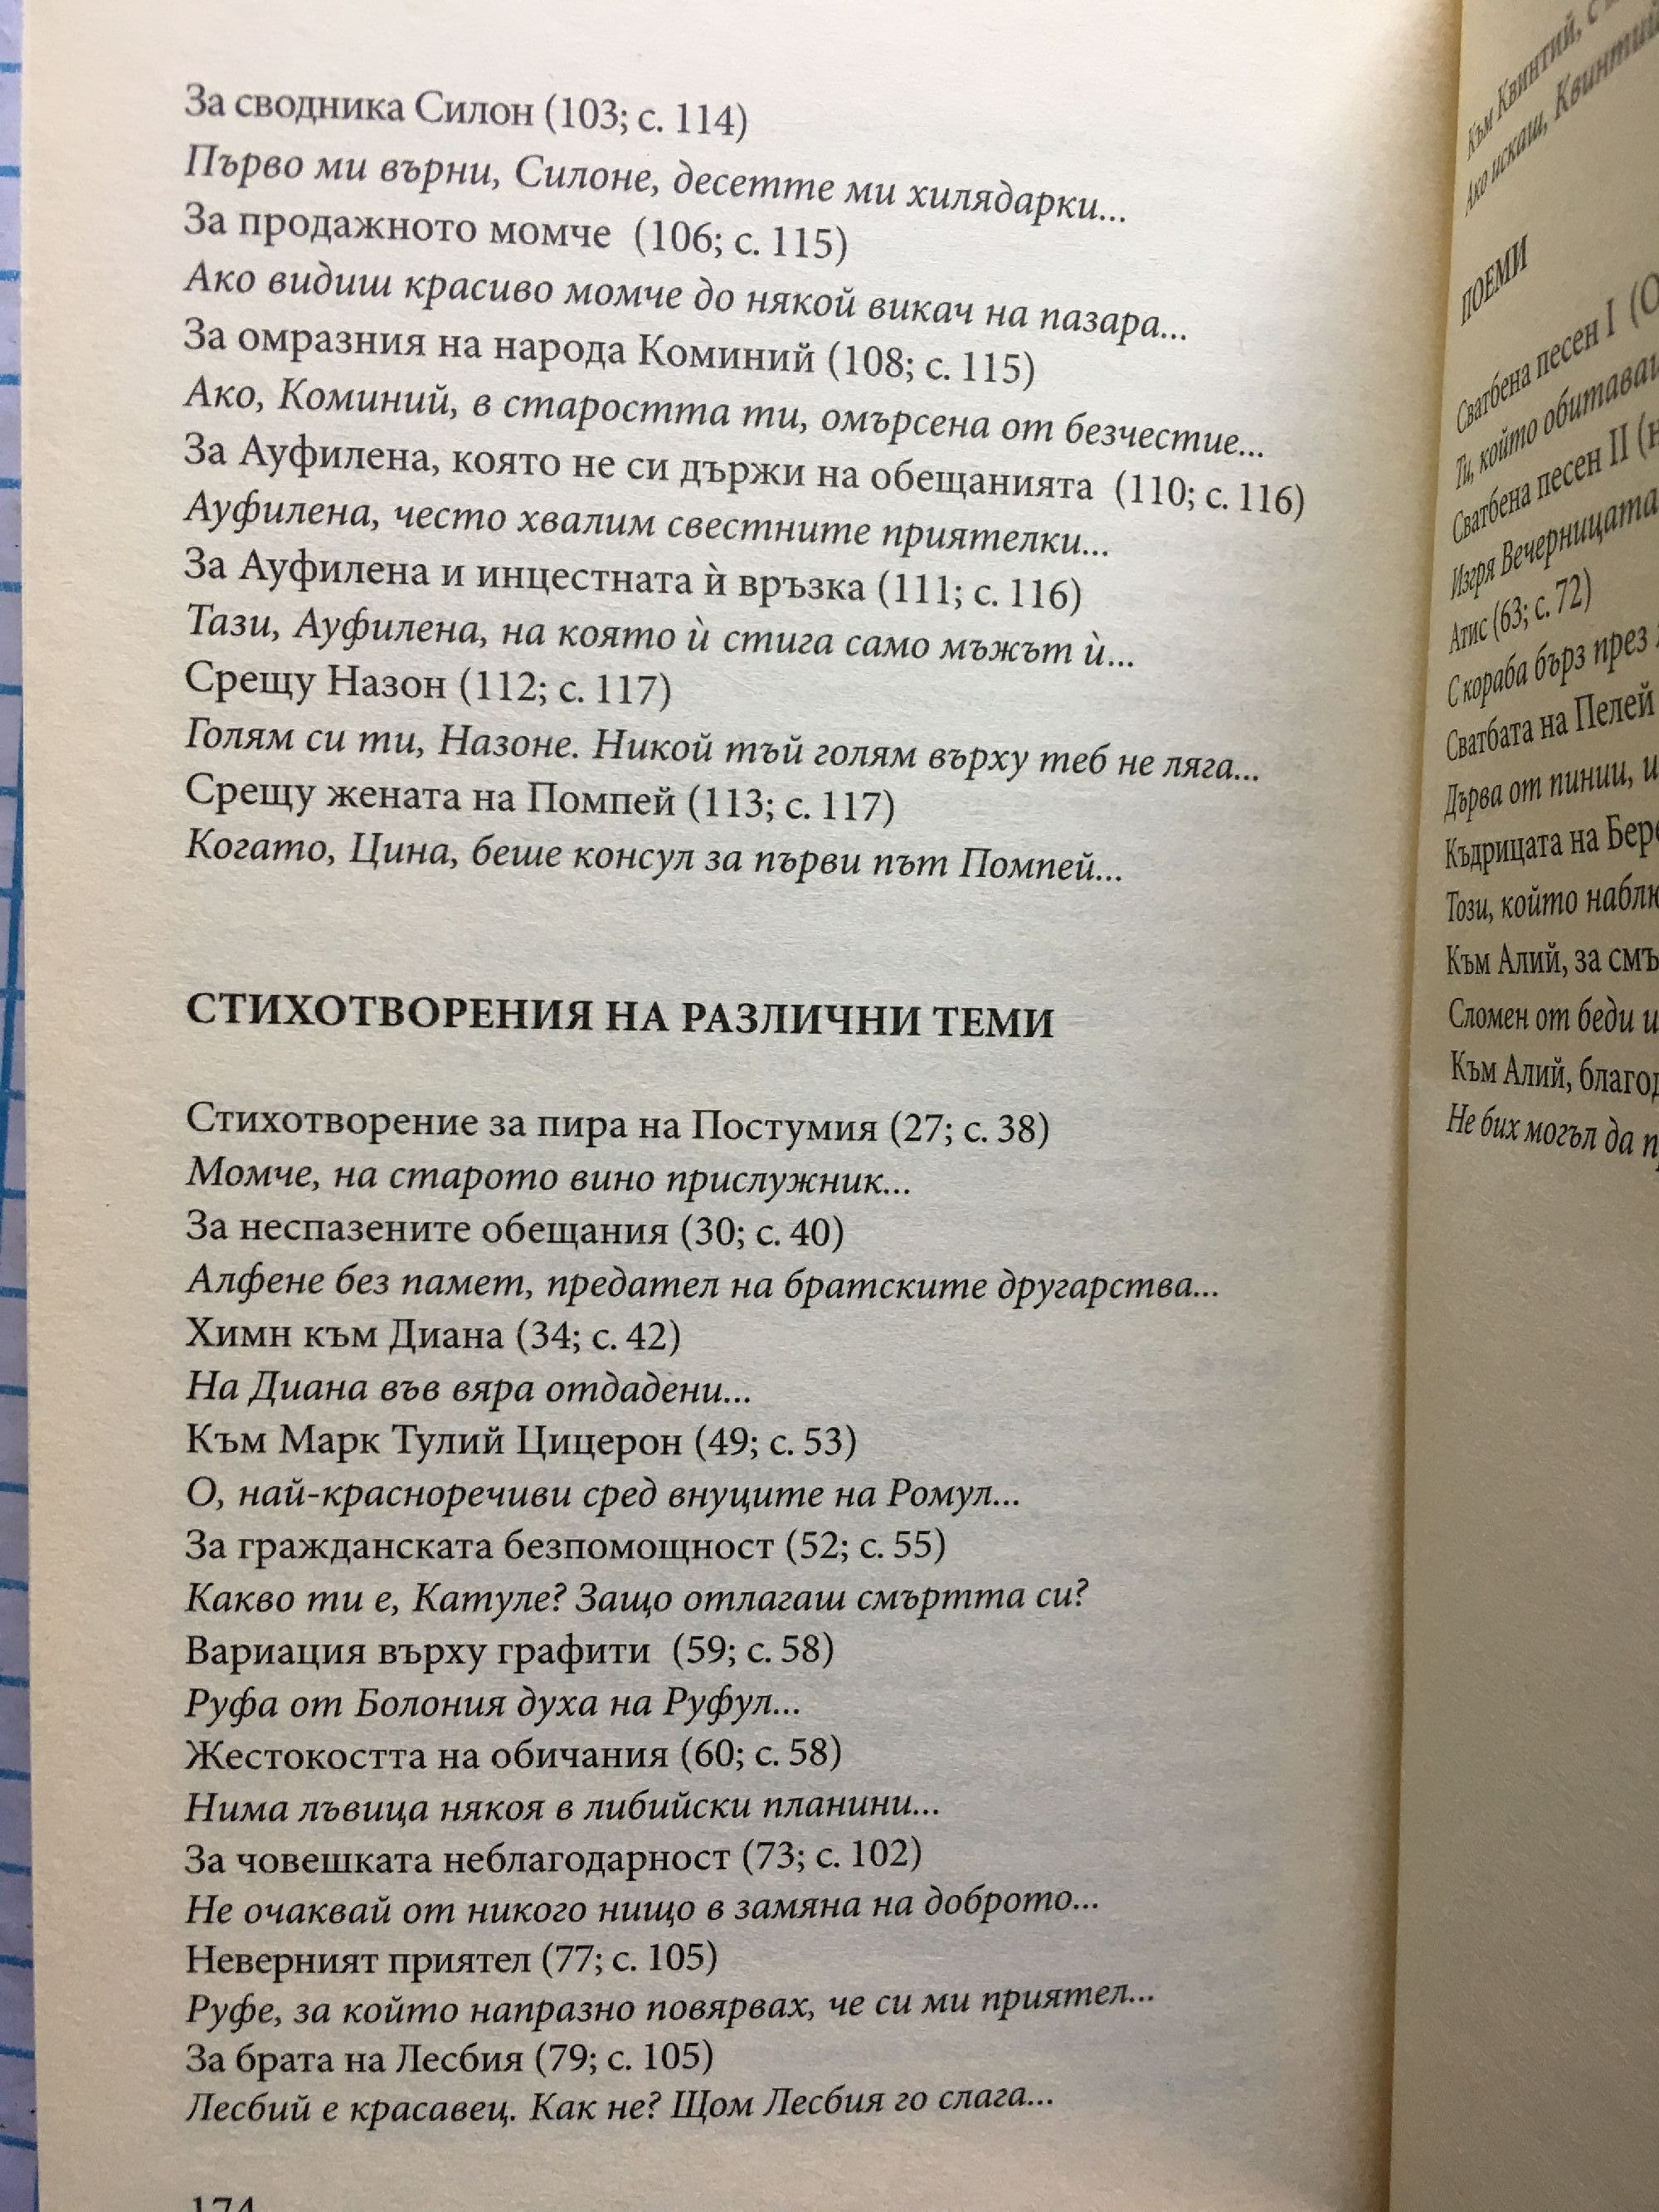 За сводника Силон (103; с. 114)
Първо ми върни, Силоне, десетте ми хилядарки...
За продажното момче (106; с. 115)
Ако видиш красиво момче до някой викач на пазара...
За омразния на народа Коминий (108; с. 115)
Ако, Коминий, в старостта ти, омърсена от безчестие...
За Ауфилена, която не си държи на обещанията (110; с. 116)
Ауфилена, често хвалим свестните приятелки...
За Ауфилена и инцестната ѝ връзка (111; с. 116)
Тази, Ауфилена, на която ѝ стига само мъжът ѝ...
Срещу Назон (112; с. 117)
Голям си ти, Назоне. Никой тъй голям върху теб не ляга...
Срещу жената на Помпей (113; с. 117)
Когато, Цина, беше консул за първи път Помпей...
СТИХОТВОРЕНИЯ НА РАЗЛИЧНИ ТЕМИ
Стихотворение за пира на Постумия (27; с. 38)
Момче, на старото вино прислужник...
За неспазените обещания (30; с. 40)
Алфене без памет, предател на братските другарства...
Химн към Диана (34; с. 42)
На Диана във вяра отдадени...
Към Марк Тулий Цицерон (49; с. 53)
О, най-красноречиви сред внуците на Ромул...
За гражданската безпомощност (52; с. 55)
Какво ти е, Катуле? Защо отлагаш смъртта си?
Вариация върху графити (59; с. 58)
Руфа от Болония духа на Руфул...
Жестокостта на обичания (60; с. 58)
Нима лъвица някоя в либийски планини...
За човешката неблагодарност (73; с. 102)
Не очаквай от никого нищо в замяна на доброто...
Неверният приятел (77; с. 105)
Руфе, за който напразно повярвах, че си ми приятел...
За брата на Лесбия (79; с. 105)
Лесбий е красавец. Как не? Щом Лесбия го слага...
174
Към Квинтий, с
Ако искаш, Квинтий
ПОЕМИ
Сватбена песен I (О
Ти, който обитаваш
Сватбена песен II (н
Изгря Вечерницата
Атис (63; с. 72)
С кораба бърз през
Сватбата на Пелей
Дърва от пинии, и
Къдрицата на Бере
Този, който наблю
Към Алий, за смъ
Сломен от беди и
Към Алий, благод
Не бих могъл да п